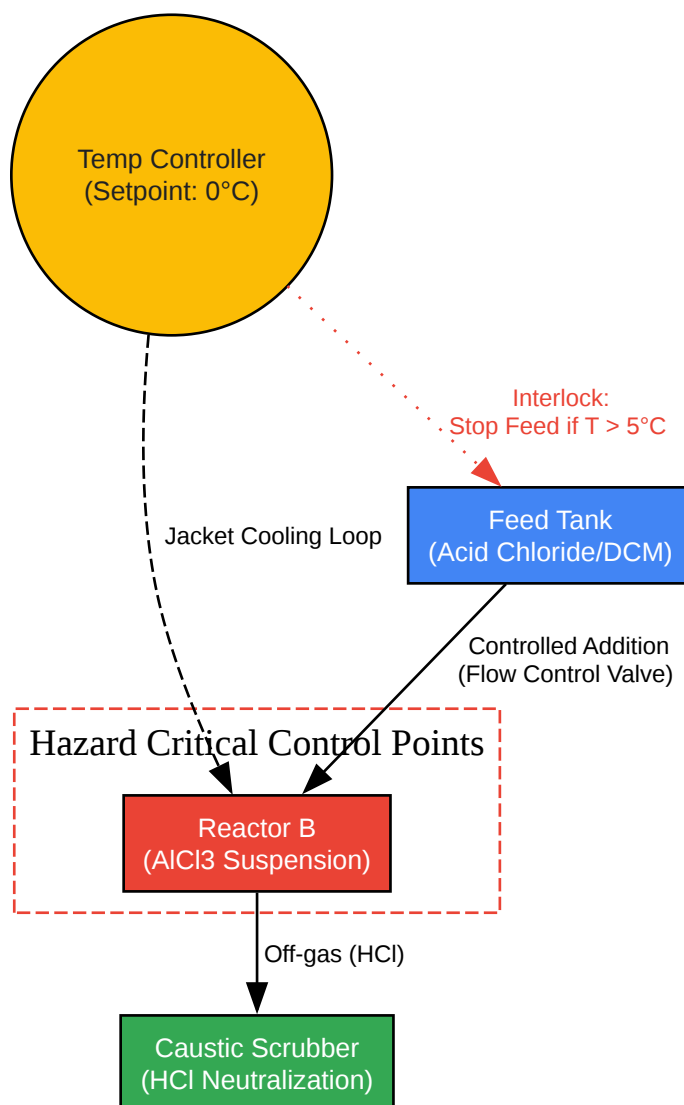 Temp Controller
(Setpoint: 0°C)
Interlock:
Stop Feed if T > 5°C
Feed Tank
(Acid Chloride/DCM)
Jacket Cooling Loop
Controlled Addition
(Flow Control Valve)
Hazard Critical Control Points
Reactor B
(AlCl3 Suspension)
Off-gas (HCl)
Caustic Scrubber
(HCl Neutralization)